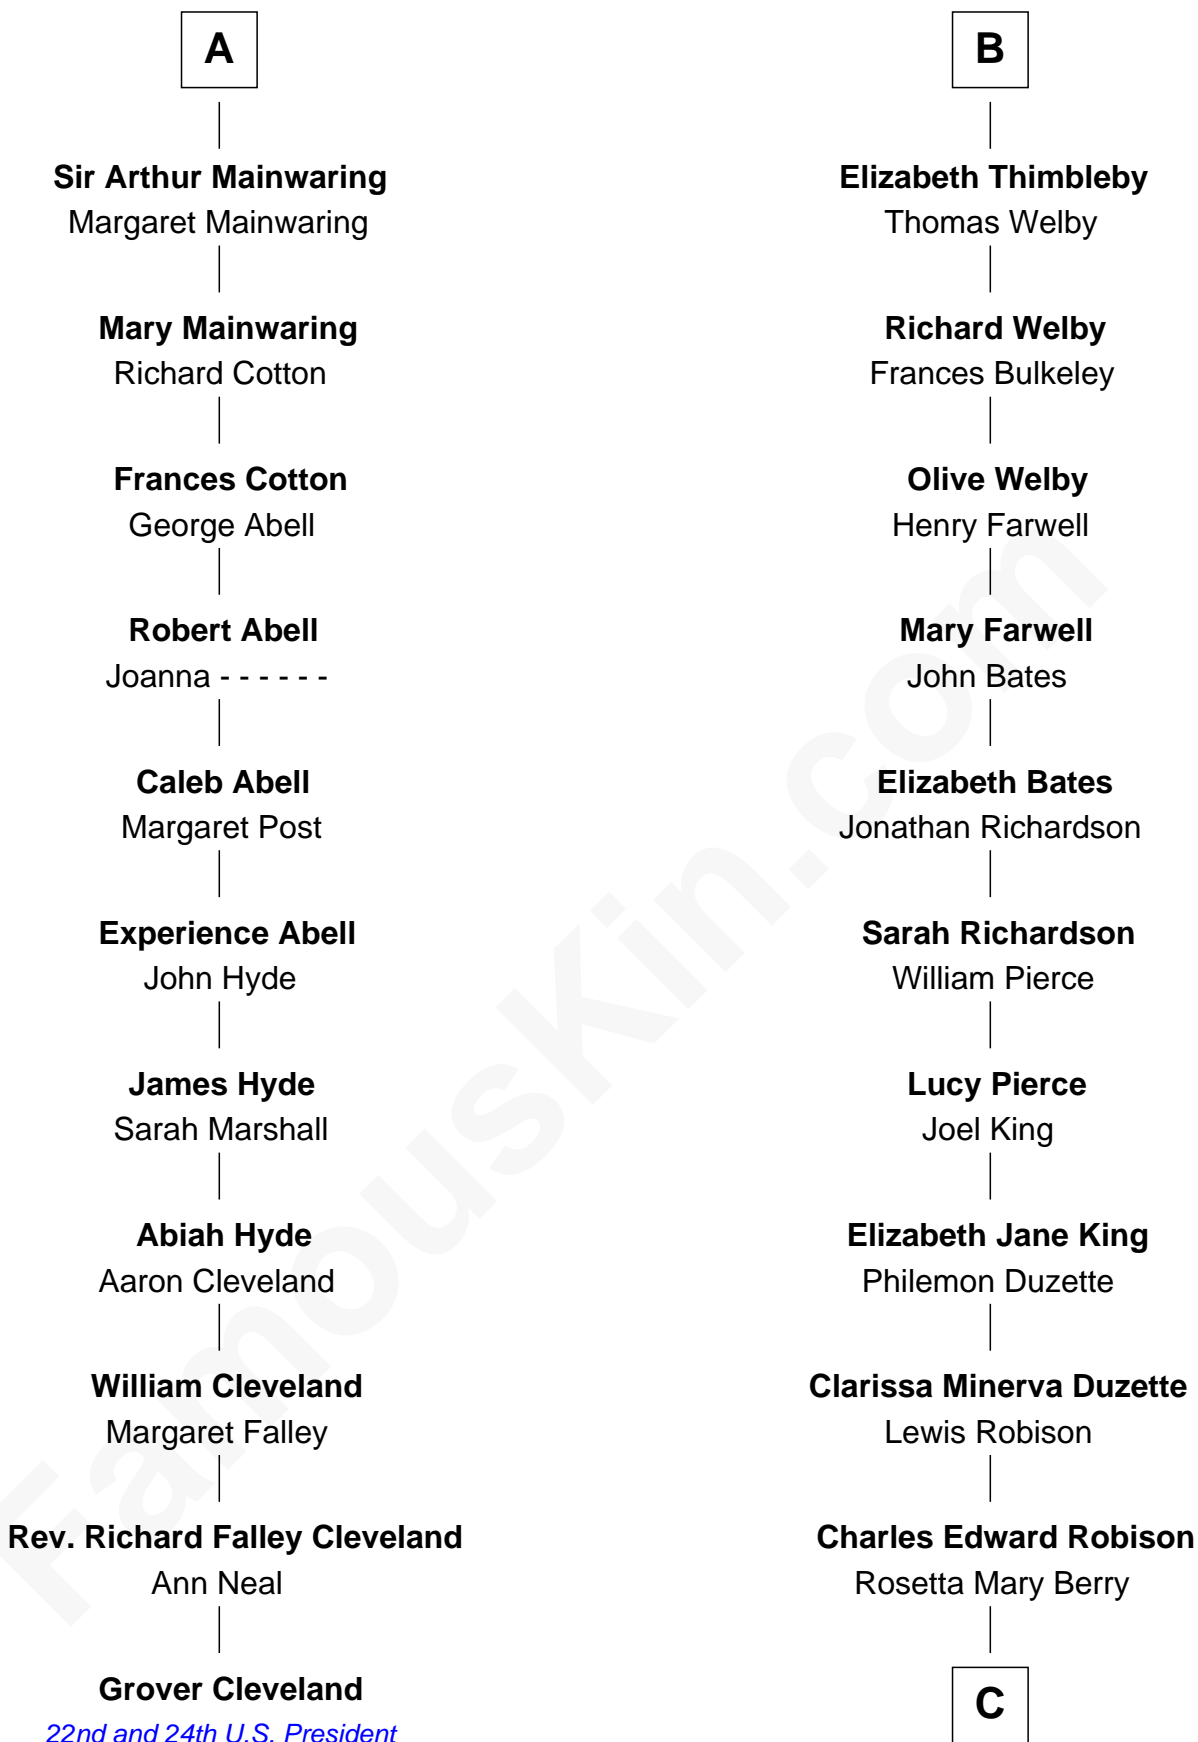 A
Sir Arthur Mainwaring
Margaret Mainwaring
Mary Mainwaring
Richard Cotton
Frances Cotton
George Abell
Robert Abell
Joanna - - - - - -
Caleb Abell
Margaret Post
Experience Abell
John Hyde
James Hyde
Sarah Marshall
Abiah Hyde
Aaron Cleveland
William Cleveland
Margaret Falley
Rev. Richard Falley Cleveland
Ann Neal
Grover Cleveland
22nd and 24th U.S. President
B
Elizabeth Thimbleby
Thomas Welby
Richard Welby
Frances Bulkeley
Olive Welby
Henry Farwell
Mary Farwell
John Bates
Elizabeth Bates
Jonathan Richardson
Sarah Richardson
William Pierce
Lucy Pierce
Joel King
Elizabeth Jane King
Philemon Duzette
Clarissa Minerva Duzette
Lewis Robison
Charles Edward Robison
Rosetta Mary Berry
C
FamousKin.com